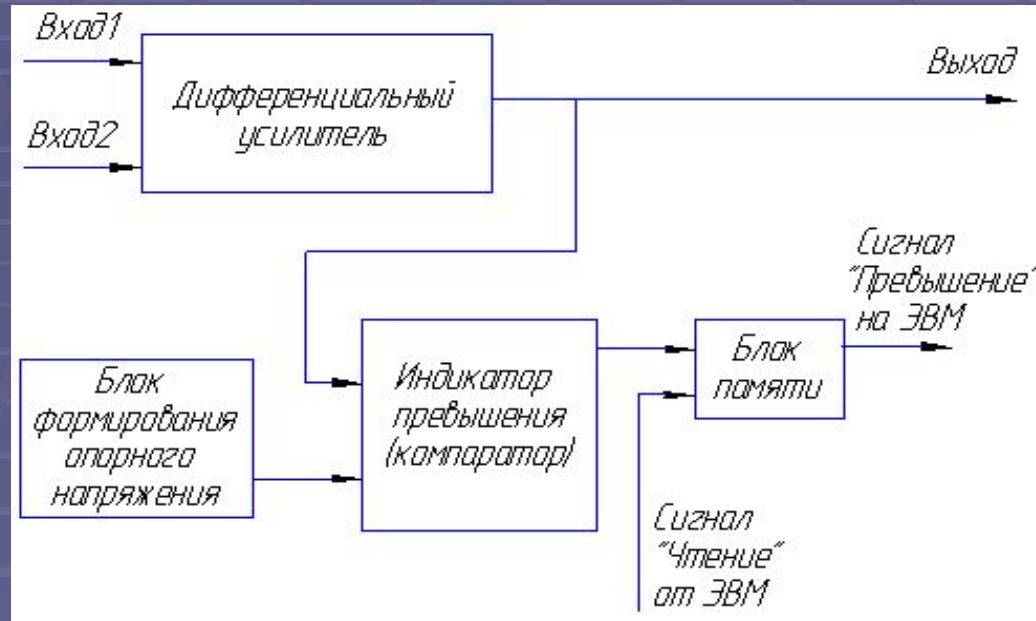 Вход1
Вход2
Дифференциальный
усилитель
Выход
Сигнал
"Превышение"
на ЭВМ
Блок
формирования
опорного
напряжения
Индикатор
превышения
(компаратор)
Блок
памяти
Сигнал
"Чтение"
от ЭВМ